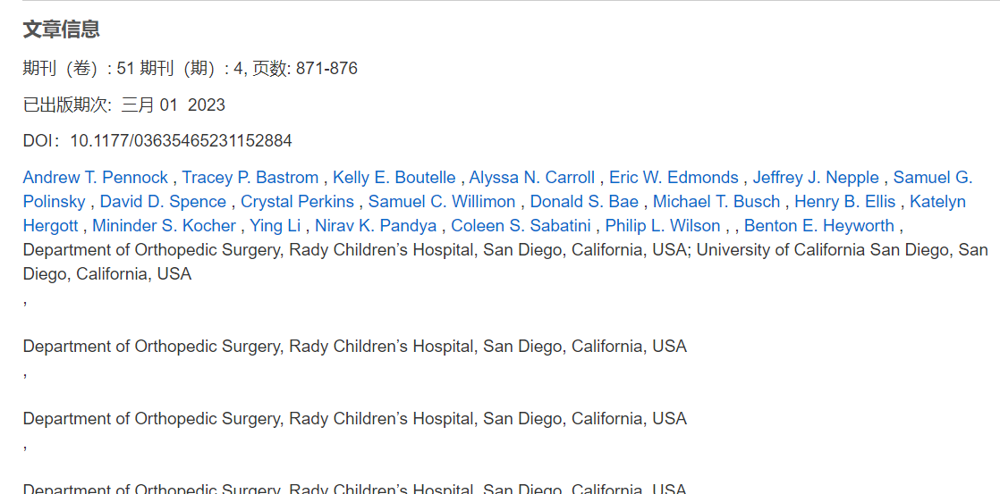 文章信息
期刊（卷）: 51 期刊（期）: 4, 页数: 871-876
已出版期次: 三月 01 2023
DOI： 10.1177/03635465231152884
Andrew T. Pennock , Tracey P. Bastrom , Kelly E. Boutelle , Alyssa N. Carroll , Eric W. Edmonds , Jeffrey J. Nepple , Samuel G.
Polinsky , David D. Spence , Crystal Perkins , Samuel C. Willimon , Donald S. Bae , Michael T. Busch , Henry B. Ellis , Katelyn
Hergott , Mininder S. Kocher , Ying Li , Nirav K. Pandya , Coleen S. Sabatini , Philip L. Wilson , , Benton E. Heyworth ,
Department of Orthopedic Surgery, Rady Children’s Hospital, San Diego, California, USA; University of California San Diego, San
Diego, California, USA
,
Department of Orthopedic Surgery, Rady Children’s Hospital, San Diego, California, USA
,
Department of Orthopedic Surgery, Rady Children’s Hospital, San Diego, California, USA
,
Department of Orthopedic Surgery, Rady Children’s Hospital, San Diego, California, USA